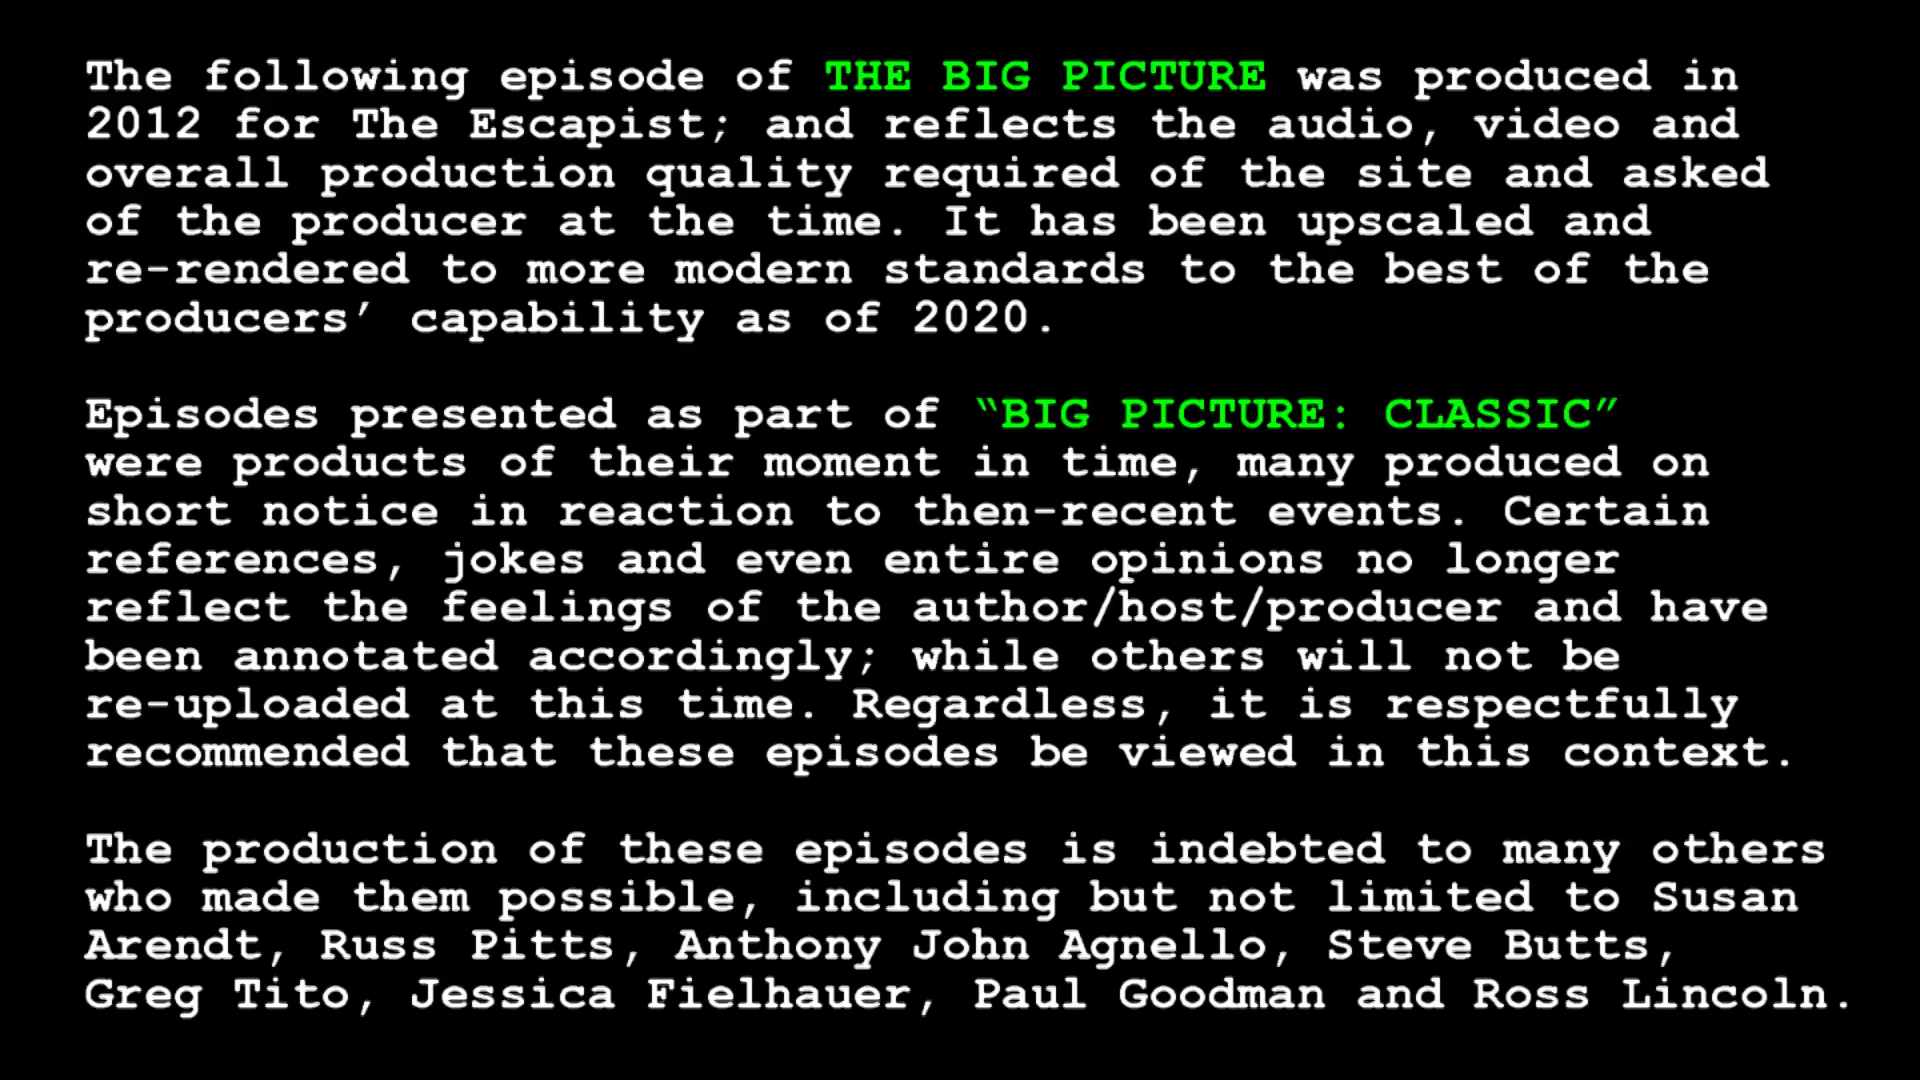 The following episode of THE BIG PICTURE was produced in
2012 for The Escapist; and reflects the audio, video and
overall production quality required of the site and asked
of the producer at the time. It has been upscaled and
re-rendered to more modern standards to the best of the
producers’ capability as of 2020.
Episodes presented as part of “BIG PICTURE: CLASSIC”
were products of their moment in time, many produced on
short notice in reaction to then-recent events. Certain
references, jokes and even entire opinions no longer
reflect the feelings of the author/host/producer and have
been annotated accordingly; while others will not be
re-uploaded at this time. Regardless, it is respectfully
recommended that these episodes be viewed in this context.
The production of these episodes is indebted to many others
who made them possible, including but not limited to Susan
Arendt, Russ Pitts, Anthony John Agnello, Steve Butts,
Greg Tito, Jessica Fielhauer, Paul Goodman and Ross Lincoln.